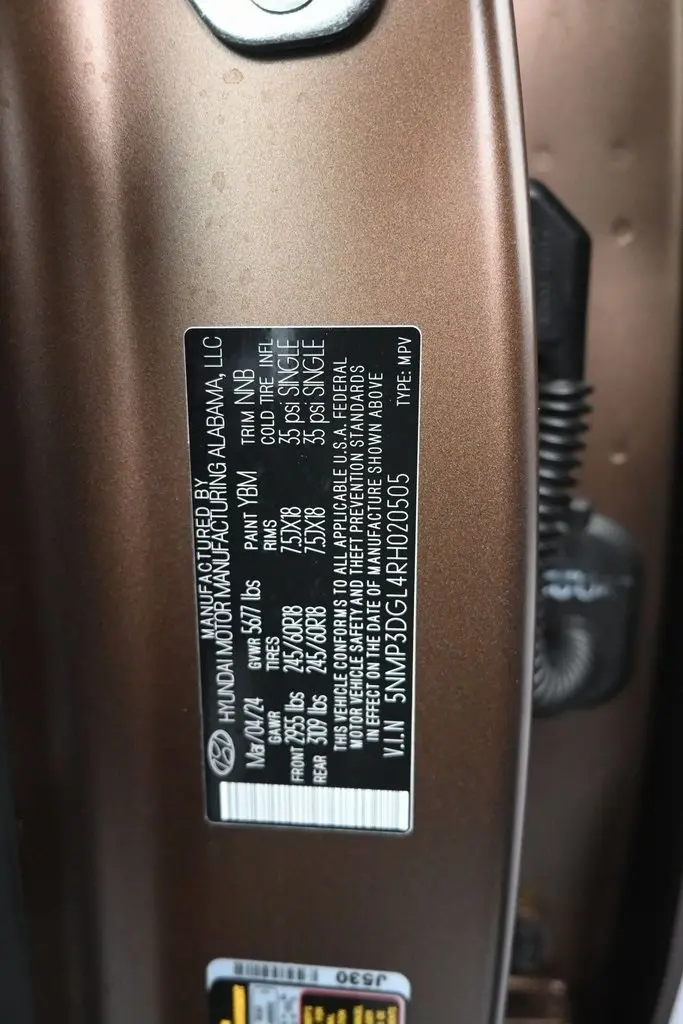 MANUFACTURED BY
HYUNDAI MOTOR MANUFACTURING ALABAMA, LLC
Mar/04/24 GVWR 5677 lbs PAINT YBM TRIM NNB
GAWR TIRES RIMS COLD TIRE INFL
FRONT 2955 lbs 245/60R18 7.5JX18 35 psi SINGLE
REAR 3109 lbs 245/60R18 7.5JX18 35 psi SINGLE
THIS VEHICLE CONFORMS TO ALL APPLICABLE U.S.A. FEDERAL
MOTOR VEHICLE SAFETY AND THEFT PREVENTION STANDARDS
IN EFFECT ON THE DATE OF MANUFACTURE SHOWN ABOVE
V.I.N 5NMP3DGL4RH020505 TYPE: MPV
J530